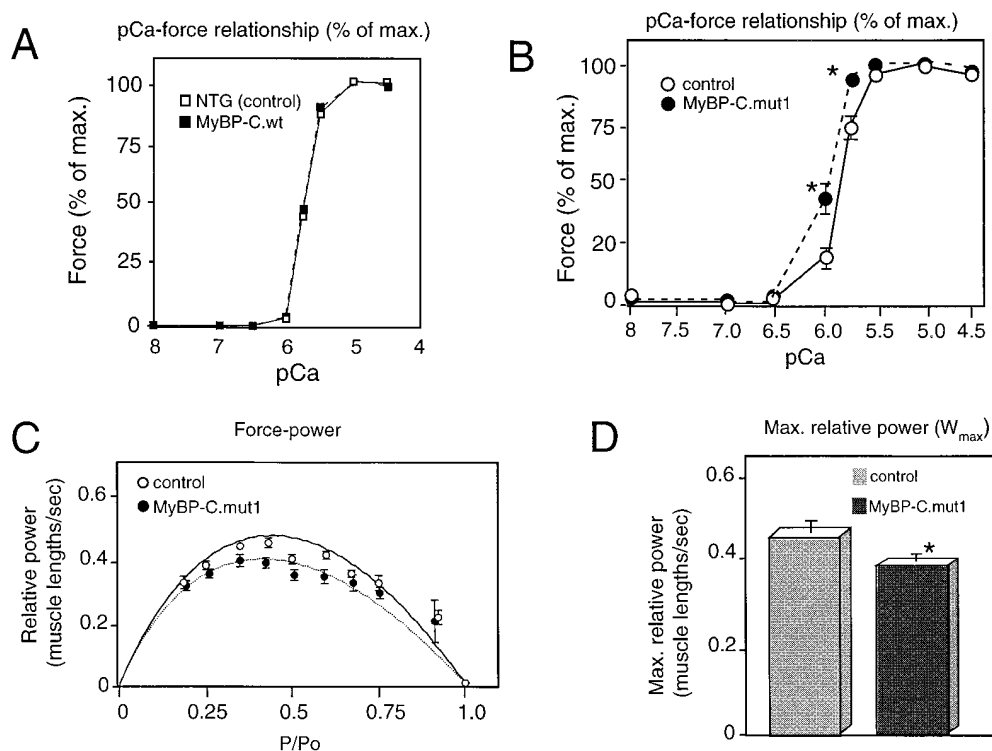 A
pCa-force relationship (% of max.)
Force (% of max.)
100
75
50
25
0
NTG (control)
MyBP-C.wt
8 7 6 5 4
pCa
B
pCa-force relationship (% of max.)
Force (% of max.)
100
75
50
20
0
control
MyBP-C.mut1
*
*
8 7.5 7.0 6.5 6.0 5.5 5.0 4.5
pCa
C
Force-power
Relative power
(muscle lengths/sec)
0.6
0.4
0.2
0
control
MyBP-C.mut1
0 0.25 0.5 0.75 1.0
P/Po
D
Max. relative power (Wmax)
Max. relative power
(muscle lengths/sec)
0.6
0.4
0.2
0
control
MyBP-C.mut1
*